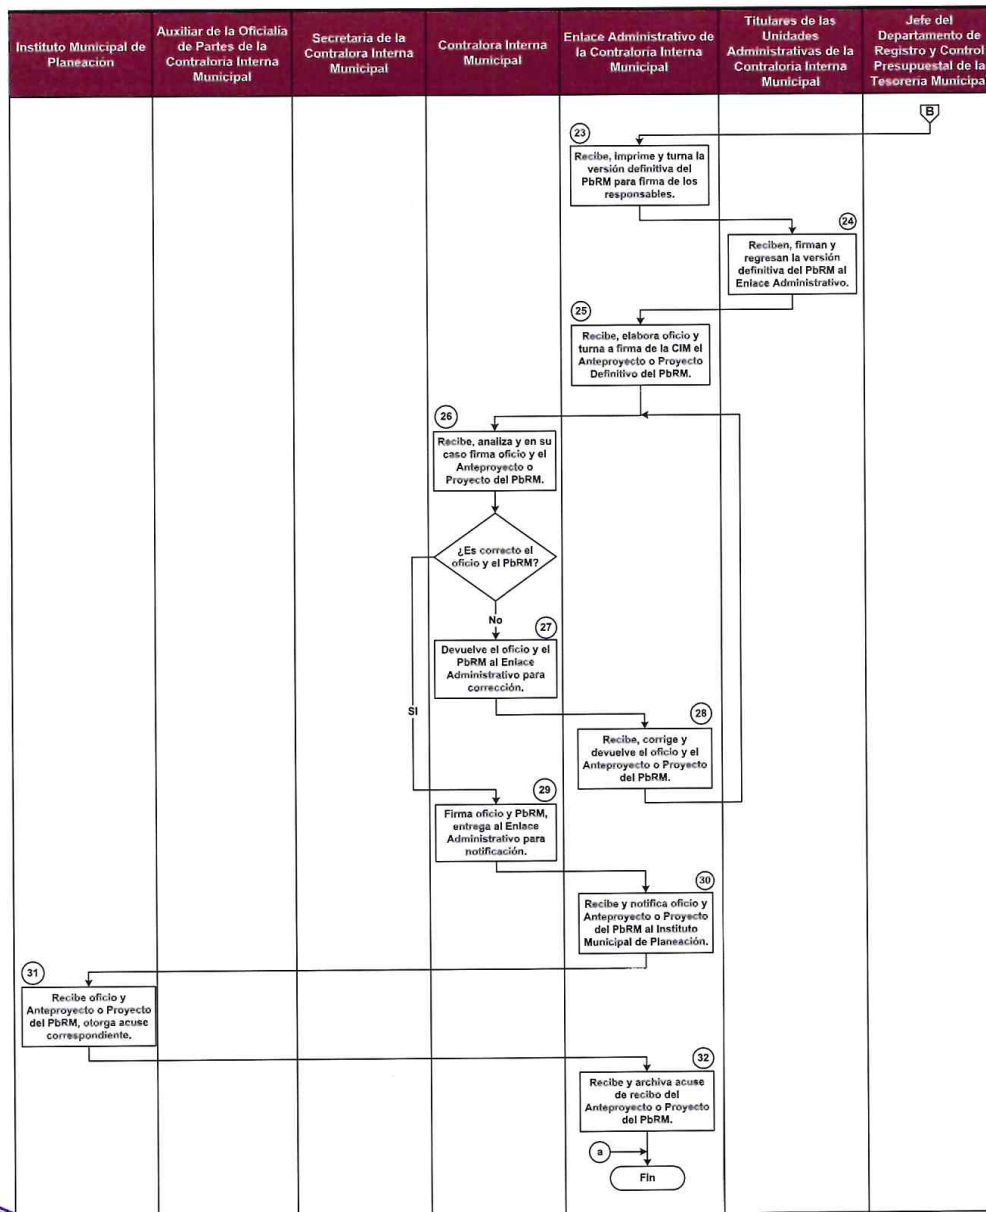 Instituto Municipal de
Planeación
Auxiliar de la Oficialía
de Partes de la
Contraloría Interna
Municipal
Secretaria de la
Contralora Interna
Municipal
Contralora Interna
Municipal
Enlace Administrativo de
la Contraloría Interna
Municipal
Titulares de las
Unidades
Administrativas de la
Contraloría Interna
Municipal
Jefe del
Departamento de
Registro y Control
Presupuestal de la
Tesorería Municipal
B
23
Recibe, imprime y turna la
versión definitiva del
PbRM para firma de los
responsables.
24
Reciben, firman y
regresan la versión
definitiva del PbRM al
Enlace Administrativo.
25
Recibe, elabora oficio y
turna a firma de la CIM el
Anteproyecto o Proyecto
Definitivo del PbRM.
26
Recibe, analiza y en su
caso firma oficio y el
Anteproyecto o
Proyecto del PbRM.
¿Es correcto el
oficio y el PbRM?
No
27
Devuelve el oficio y el
PbRM al Enlace
Administrativo para
corrección.
SI
28
Recibe, corrige y
devuelve el oficio y el
Anteproyecto o Proyecto
del PbRM.
29
Firma oficio y PbRM,
entrega al Enlace
Administrativo para
notificación.
30
Recibe y notifica oficio y
Anteproyecto o Proyecto
del PbRM al Instituto
Municipal de Planeación.
31
Recibe oficio y
Anteproyecto o Proyecto
del PbRM, otorga acuse
correspondiente.
32
Recibe y archiva acuse
de recibo del
Anteproyecto o Proyecto
del PbRM.
a
Fin